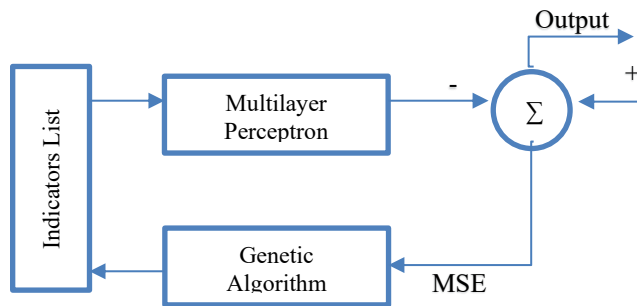 Output
Indicators List
Multilayer
Perceptron
-
∑
+
Genetic
Algorithm
MSE